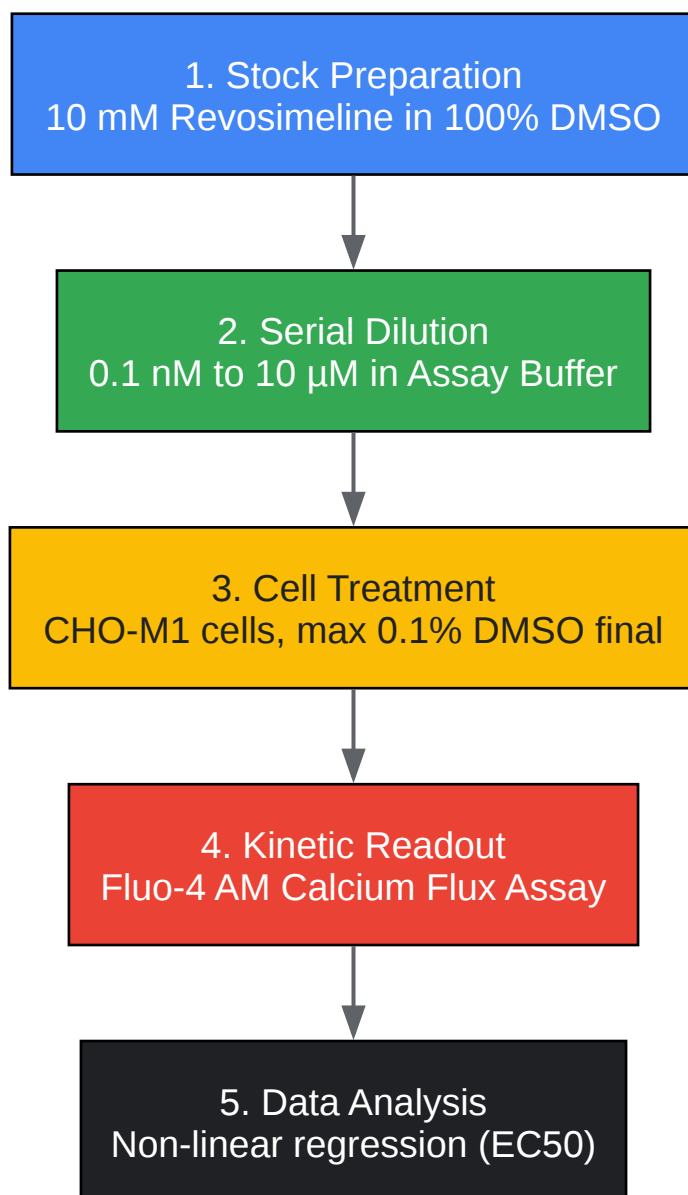 1. Stock Preparation
10 mM Revosimeline in 100% DMSO
2. Serial Dilution
0.1 nM to 10 µM in Assay Buffer
3. Cell Treatment
CHO-M1 cells, max 0.1% DMSO final
4. Kinetic Readout
Fluo-4 AM Calcium Flux Assay
5. Data Analysis
Non-linear regression (EC50)